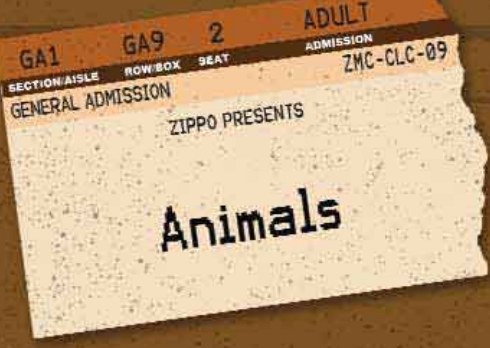 GA1 GA9 2 ADULT
SECTION/AISLE ROW/BOX SEAT ADMISSION
GENERAL ADMISSION ZMC-CLC-09
ZIPPO PRESENTS
Animals